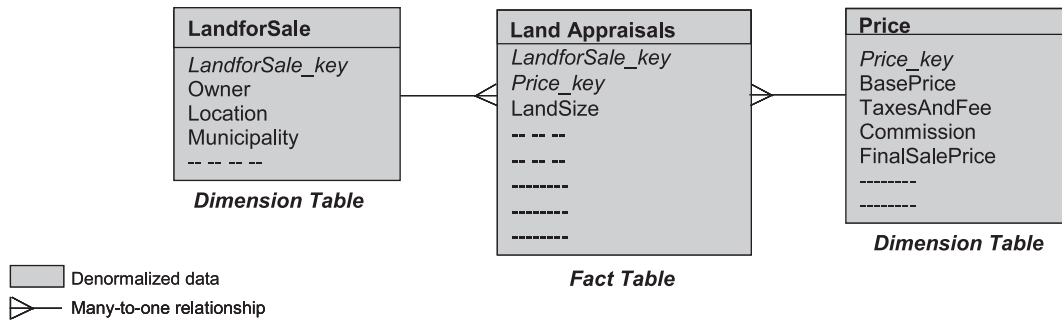 LandforSale
LandforSale_key
Owner
Location
Municipality
-- -- -- --
Dimension Table
Land Appraisals
LandforSale_key
Price_key
LandSize
-- -- --
-- -- --
--------
--------
--------
Fact Table
Price
Price_key
BasePrice
TaxesAndFee
Commission
FinalSalePrice
--------
--------
Dimension Table
Denormalized data
Many-to-one relationship